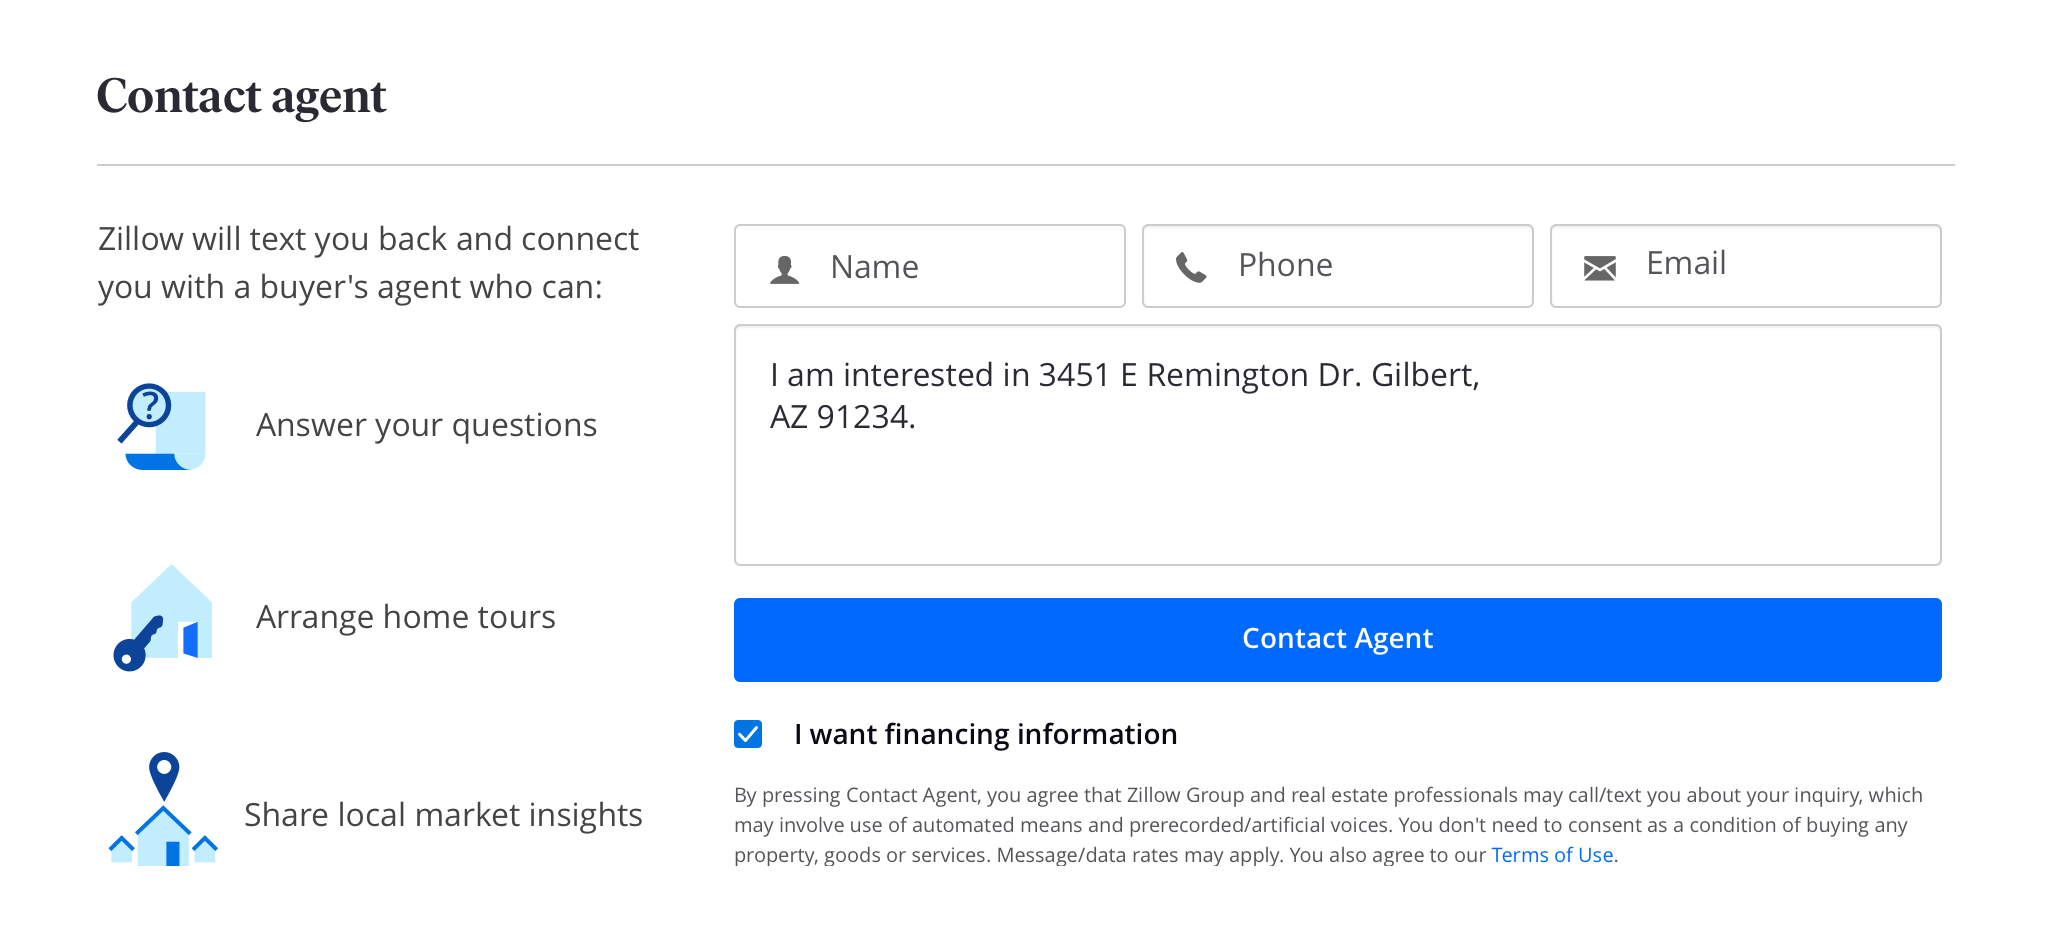 Contact agent
Zillow will text you back and connect
you with a buyer's agent who can:
?
Answer your questions
Arrange home tours
Share local market insights
Name
Phone
Email
I am interested in 3451 E Remington Dr. Gilbert,
AZ 91234.
Contact Agent
I want financing information
By pressing Contact Agent, you agree that Zillow Group and real estate professionals may call/text you about your inquiry, which
may involve use of automated means and prerecorded/artificial voices. You don't need to consent as a condition of buying any
property, goods or services. Message/data rates may apply. You also agree to our Terms of Use.